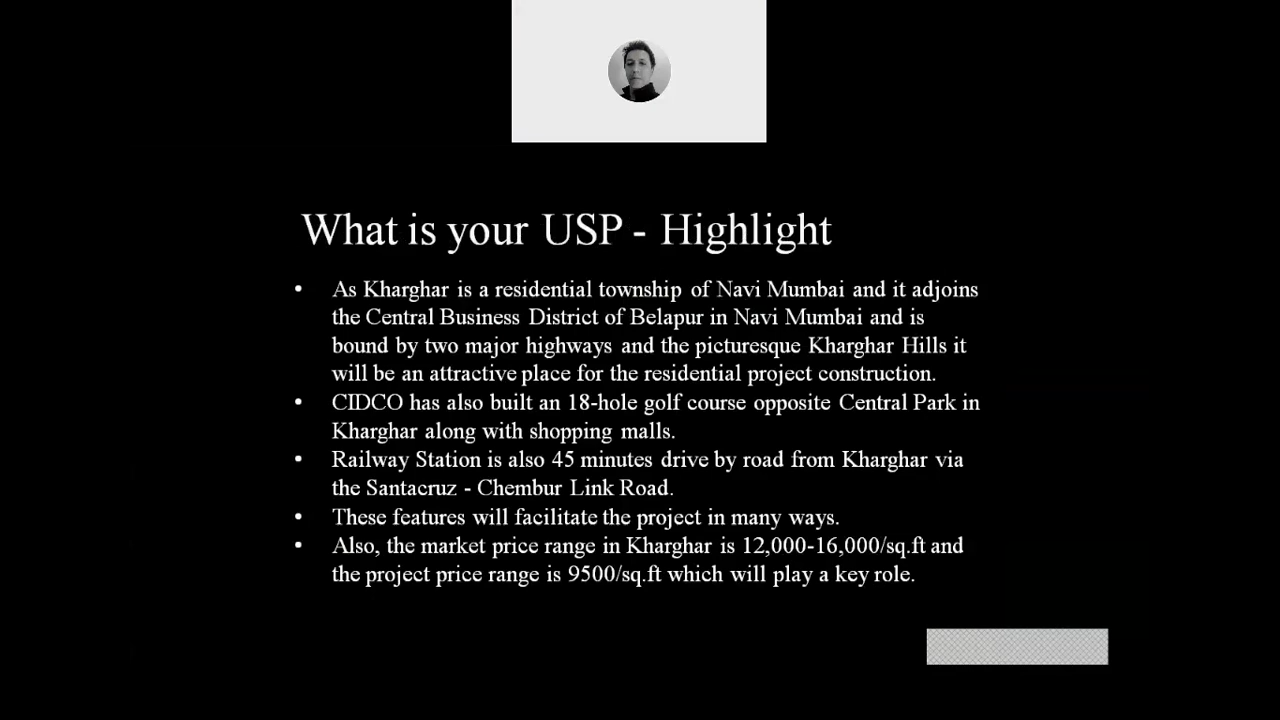 What is your USP - Highlight
• As Kharghar is a residential township of Navi Mumbai and it adjoins
the Central Business District of Belapur in Navi Mumbai and is
bound by two major highways and the picturesque Kharghar Hills it
will be an attractive place for the residential project construction.
• CIDCO has also built an 18-hole golf course opposite Central Park in
Kharghar along with shopping malls.
• Railway Station is also 45 minutes drive by road from Kharghar via
the Santacruz - Chembur Link Road.
• These features will facilitate the project in many ways.
• Also, the market price range in Kharghar is 12,000-16,000/sq.ft and
the project price range is 9500/sq.ft which will play a key role.